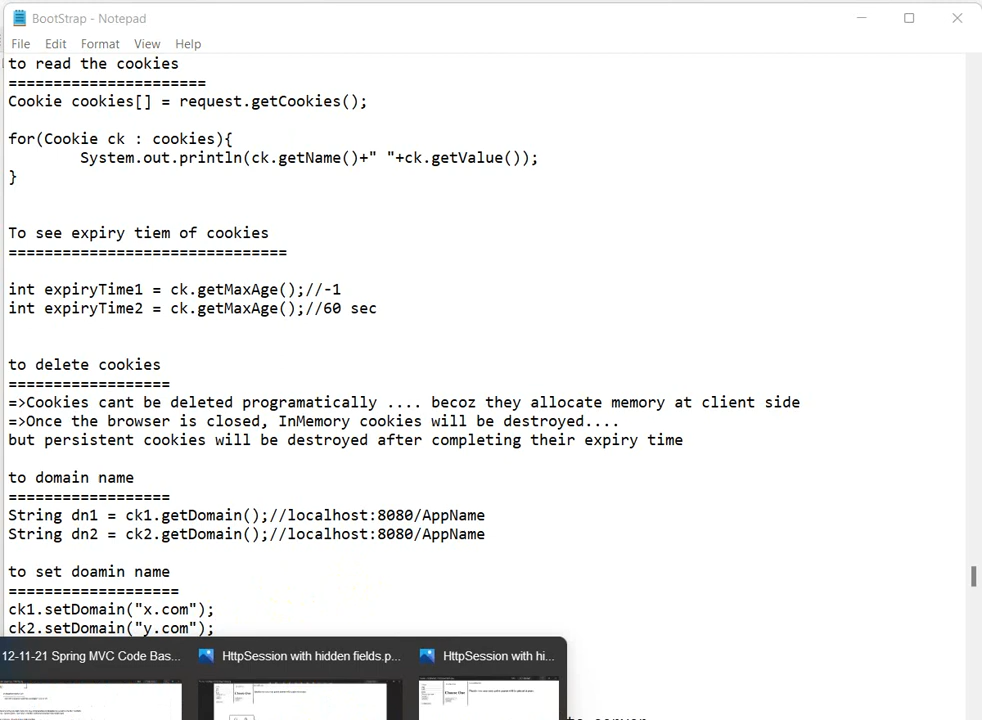 BootStrap - Notepad
File Edit Format View Help
to read the cookies
======================
Cookie cookies[] = request.getCookies();
for(Cookie ck : cookies){
System.out.println(ck.getName()+" "+ck.getValue());
}
To see expiry tiem of cookies
===============================
int expiryTime1 = ck.getMaxAge();//-1
int expiryTime2 = ck.getMaxAge();//60 sec
to delete cookies
==================
=>Cookies cant be deleted programatically .... becoz they allocate memory at client side
=>Once the browser is closed, InMemory cookies will be destroyed....
but persistent cookies will be destroyed after completing their expiry time
to domain name
==================
String dn1 = ck1.getDomain();//localhost:8080/AppName
String dn2 = ck2.getDomain();//localhost:8080/AppName
to set doamin name
===================
ck1.setDomain("x.com");
ck2.setDomain("y.com");
12-11-21 Spring MVC Code Bas... HttpSession with hidden fields.p... HttpSession with hi...